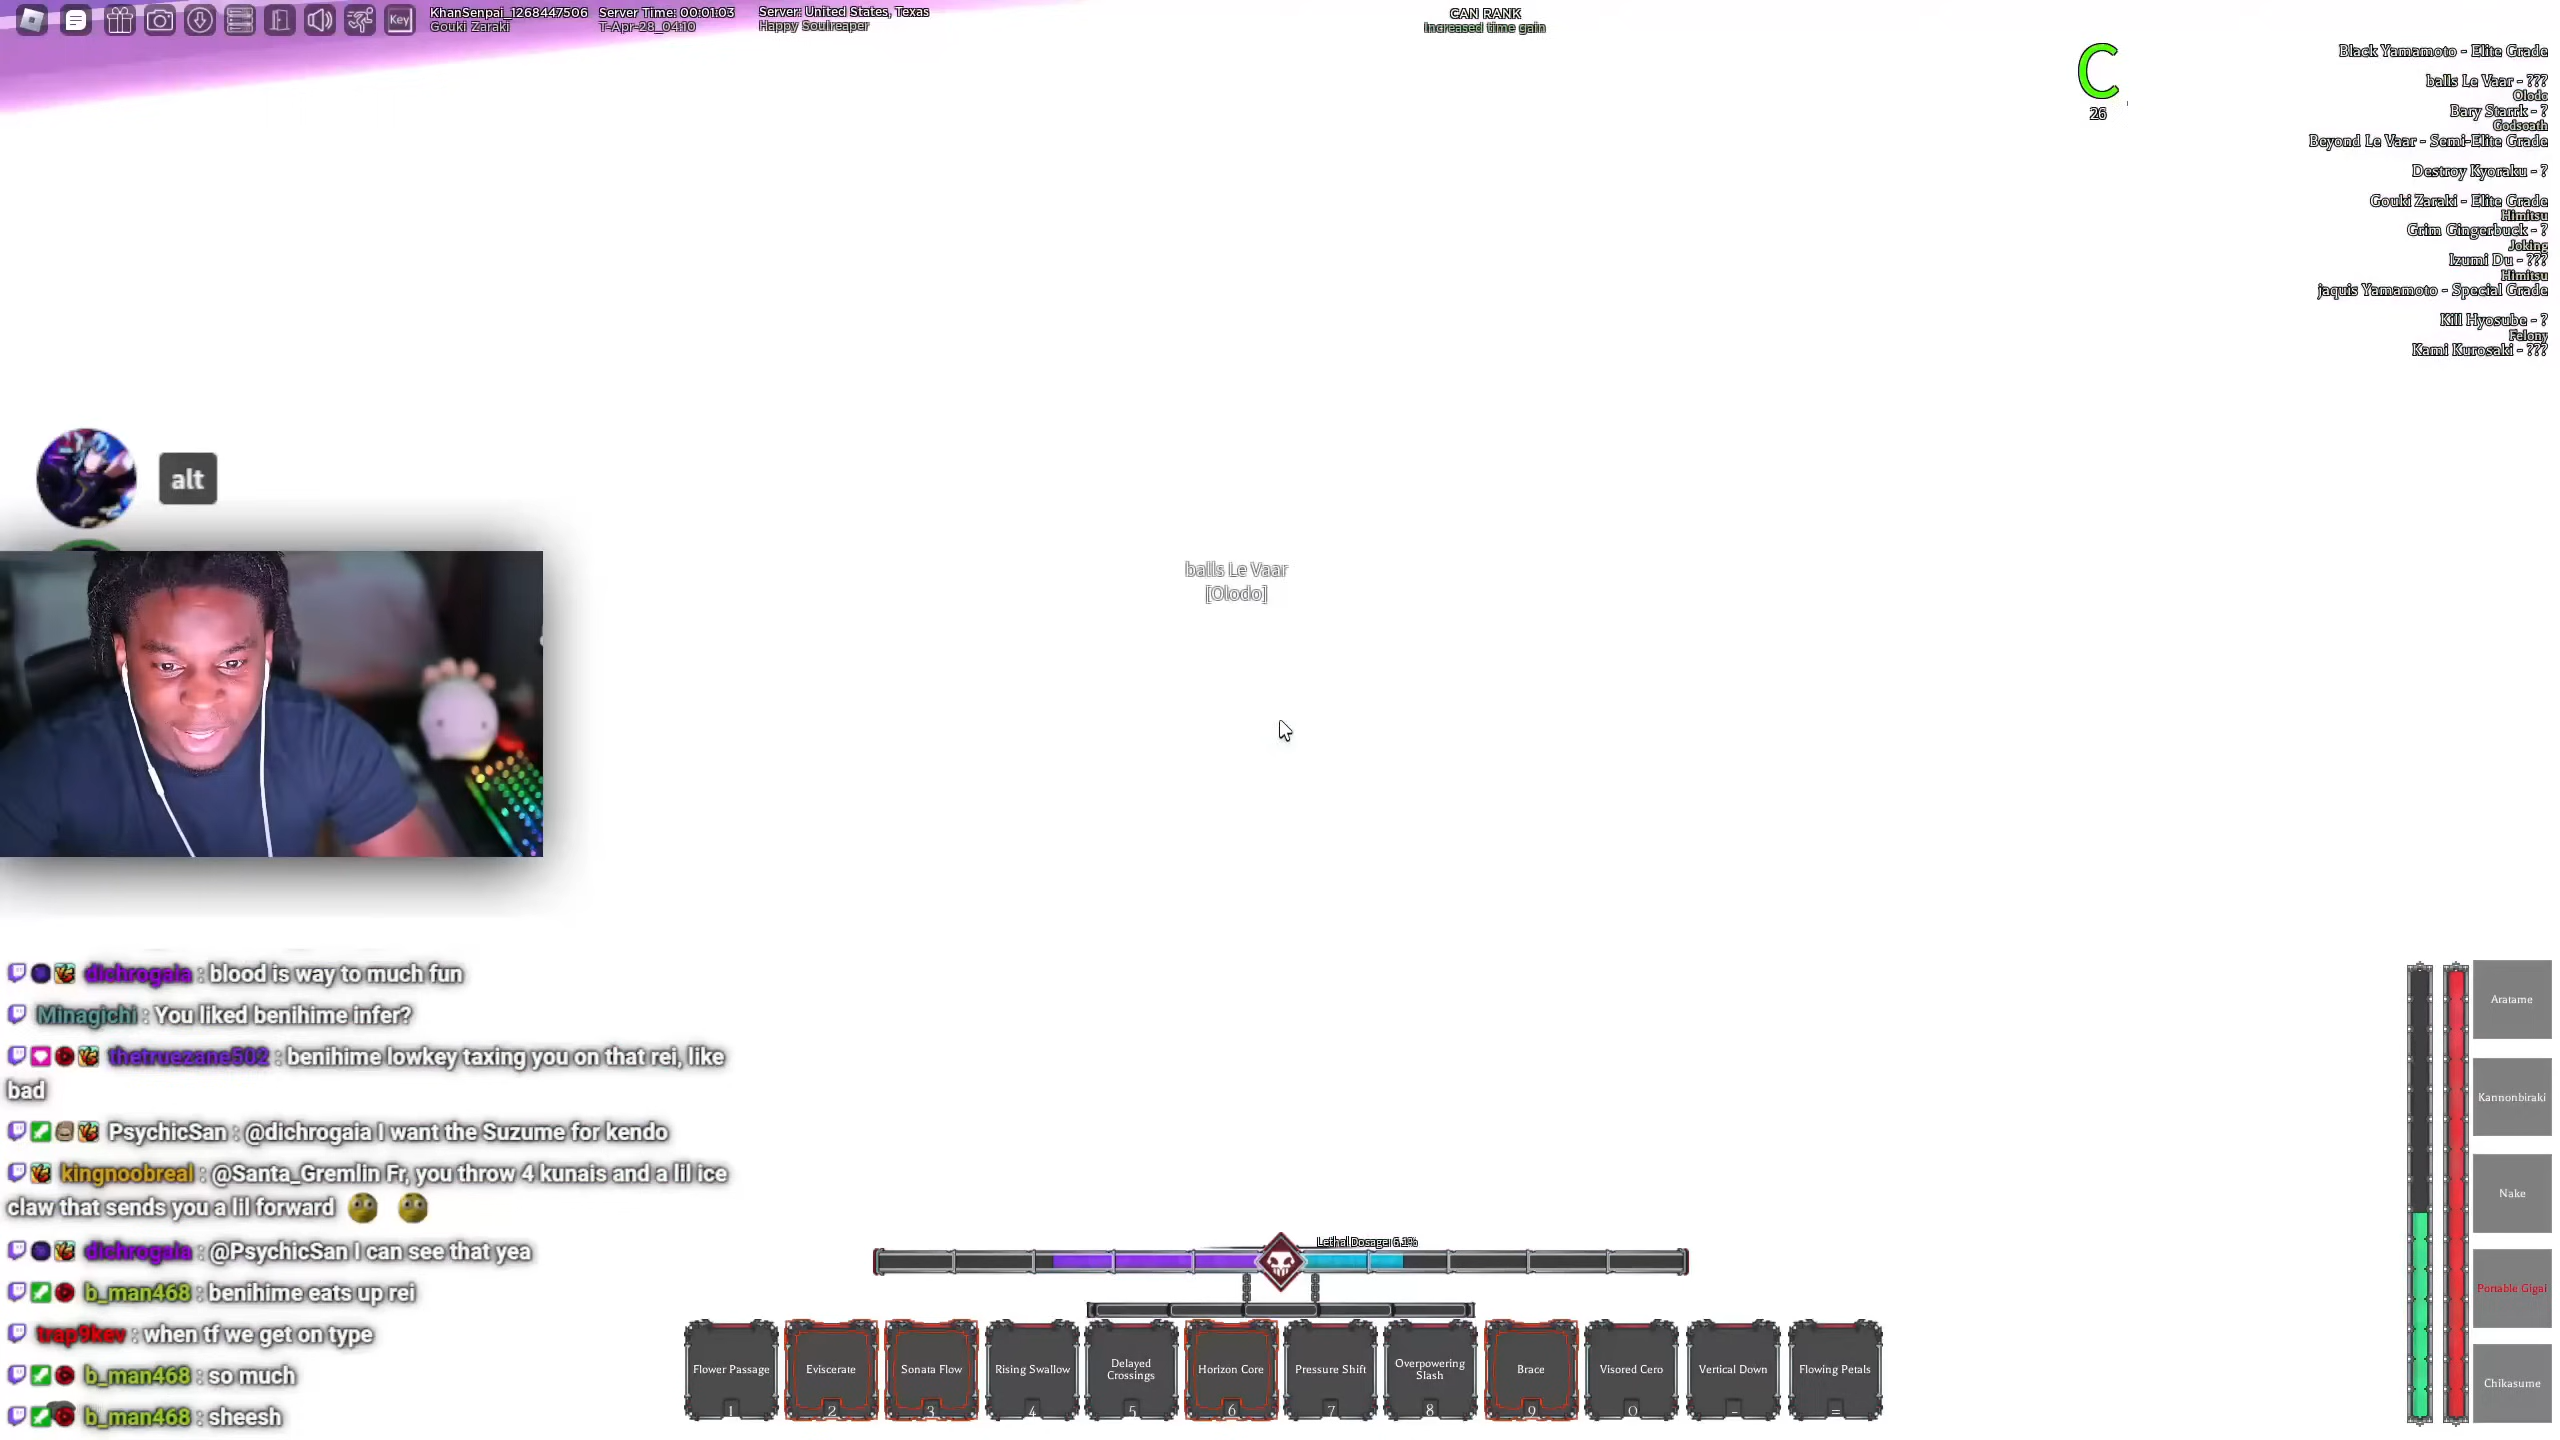 Key
KhanSenpai_1268447506
Gouki Zaraki
Server Time: 00:01:03
T-Apr-28_04:10
Server: United States, Texas
Happy Soulreaper
CAN RANK
Increased time gain
C
26
Black Yamamoto - Elite Grade
balls Le Vaar - ???
Olodo
Bary Starrk - ?
Godsoath
Beyond Le Vaar - Semi-Elite Grade
Destroy Kyoraku - ?
Gouki Zaraki - Elite Grade
Himitsu
Grim Gingerbuck - ?
Joking
Izumi Du - ???
Himitsu
jaquis Yamamoto - Special Grade
Kill Hyosube - ?
Felony
Kami Kurosaki - ???
alt
balls Le Vaar
[Olodo]
dichrogaia : blood is way to much fun
Minagichi : You liked benihime infer?
thetruezane502 : benihime lowkey taxing you on that rei, like
bad
PsychicSan : @dichrogaia I want the Suzume for kendo
kingnoobreal : @Santa_Gremlin Fr, you throw 4 kunais and a lil ice
claw that sends you a lil forward
dichrogaia : @PsychicSan I can see that yea
b_man468 : benihime eats up rei
trap9kev : when tf we get on type
b_man468 : so much
b_man468 : sheesh
Lethal Dosage: 6.1%
Flower Passage
1
Eviscerate
2
Sonata Flow
3
Rising Swallow
4
Delayed
Crossings
5
Horizon Core
6
Pressure Shift
7
Overpowering
Slash
8
Brace
9
Visored Cero
0
Vertical Down
-
Flowing Petals
=
Aratame
Kannonbiraki
Nake
Portable Gigai
Chikasume